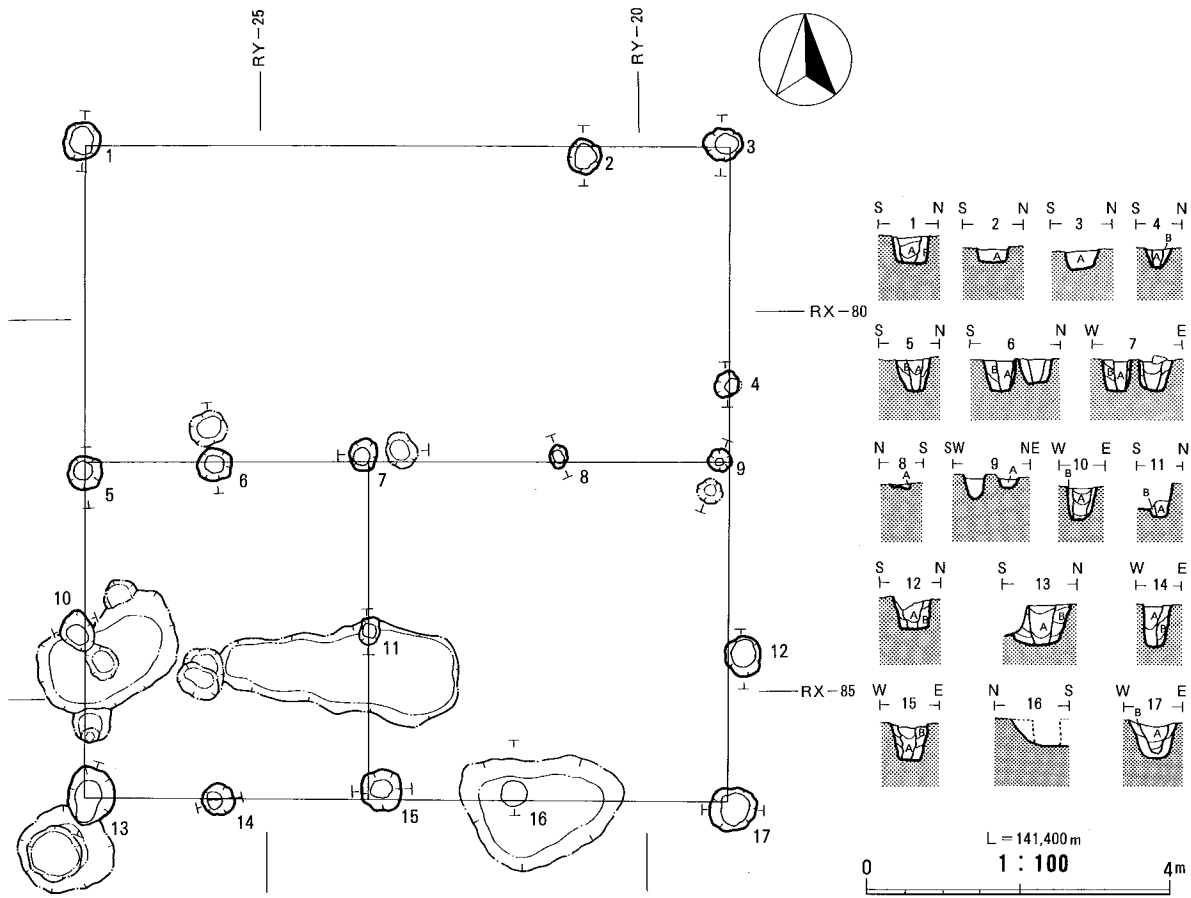 RY-25
RY-20
1
2
3
RX-80
4
5
6
7
8
9
10
11
12
RX-85
13
14
15
16
17
S N S N S N S N
1 2 3 4
A B A A A B
S N S N W E
5 6 7
B A B A B A
N S SW NE W E S N
8 9 10 11
A A B A B A
S N S N W E
12 13 14
A B A B A B
W E N S W E
15 16 17
A B B A
L=141,400m
1:100
0 4m